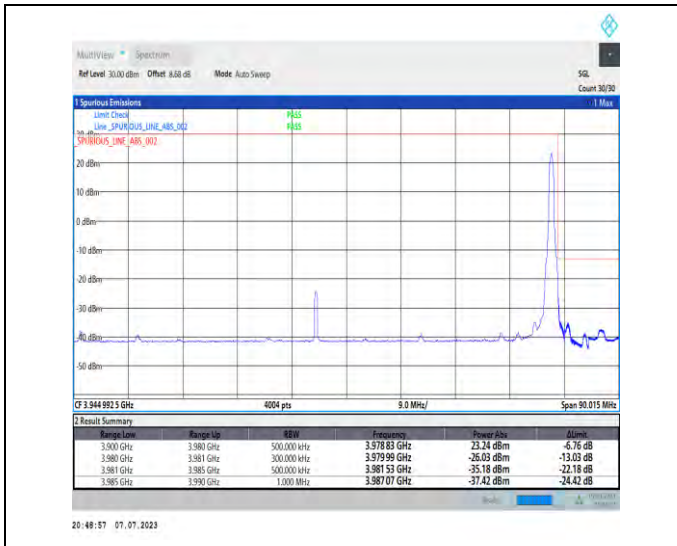 MultiView Spectrum
Ref Level 30.00 dBm Offset 8.68 dB Mode Auto Sweep SGL
Count 30/30
1 Spurious Emissions 1 Max
Limit Check PASS
Line _SPURIOUS_LINE_ABS_002 PASS
_SPURIOUS_LINE_ABS_002
20 dBm
10 dBm
0 dBm
-10 dBm
-20 dBm
-30 dBm
-40 dBm
-50 dBm
CF 3.944 992 5 GHz 4004 pts 9.0 MHz/ Span 90.015 MHz
2 Result Summary
Range Low Range Up RBW Frequency Power Abs ΔLimit
3.900 GHz 3.980 GHz 500.000 kHz 3.978 83 GHz 23.24 dBm -6.76 dB
3.980 GHz 3.981 GHz 300.000 kHz 3.979 99 GHz -26.03 dBm -13.03 dB
3.981 GHz 3.985 GHz 500.000 kHz 3.981 53 GHz -35.18 dBm -22.18 dB
3.985 GHz 3.990 GHz 1.000 MHz 3.987 07 GHz -37.42 dBm -24.42 dB
20:48:57 07.07.2023